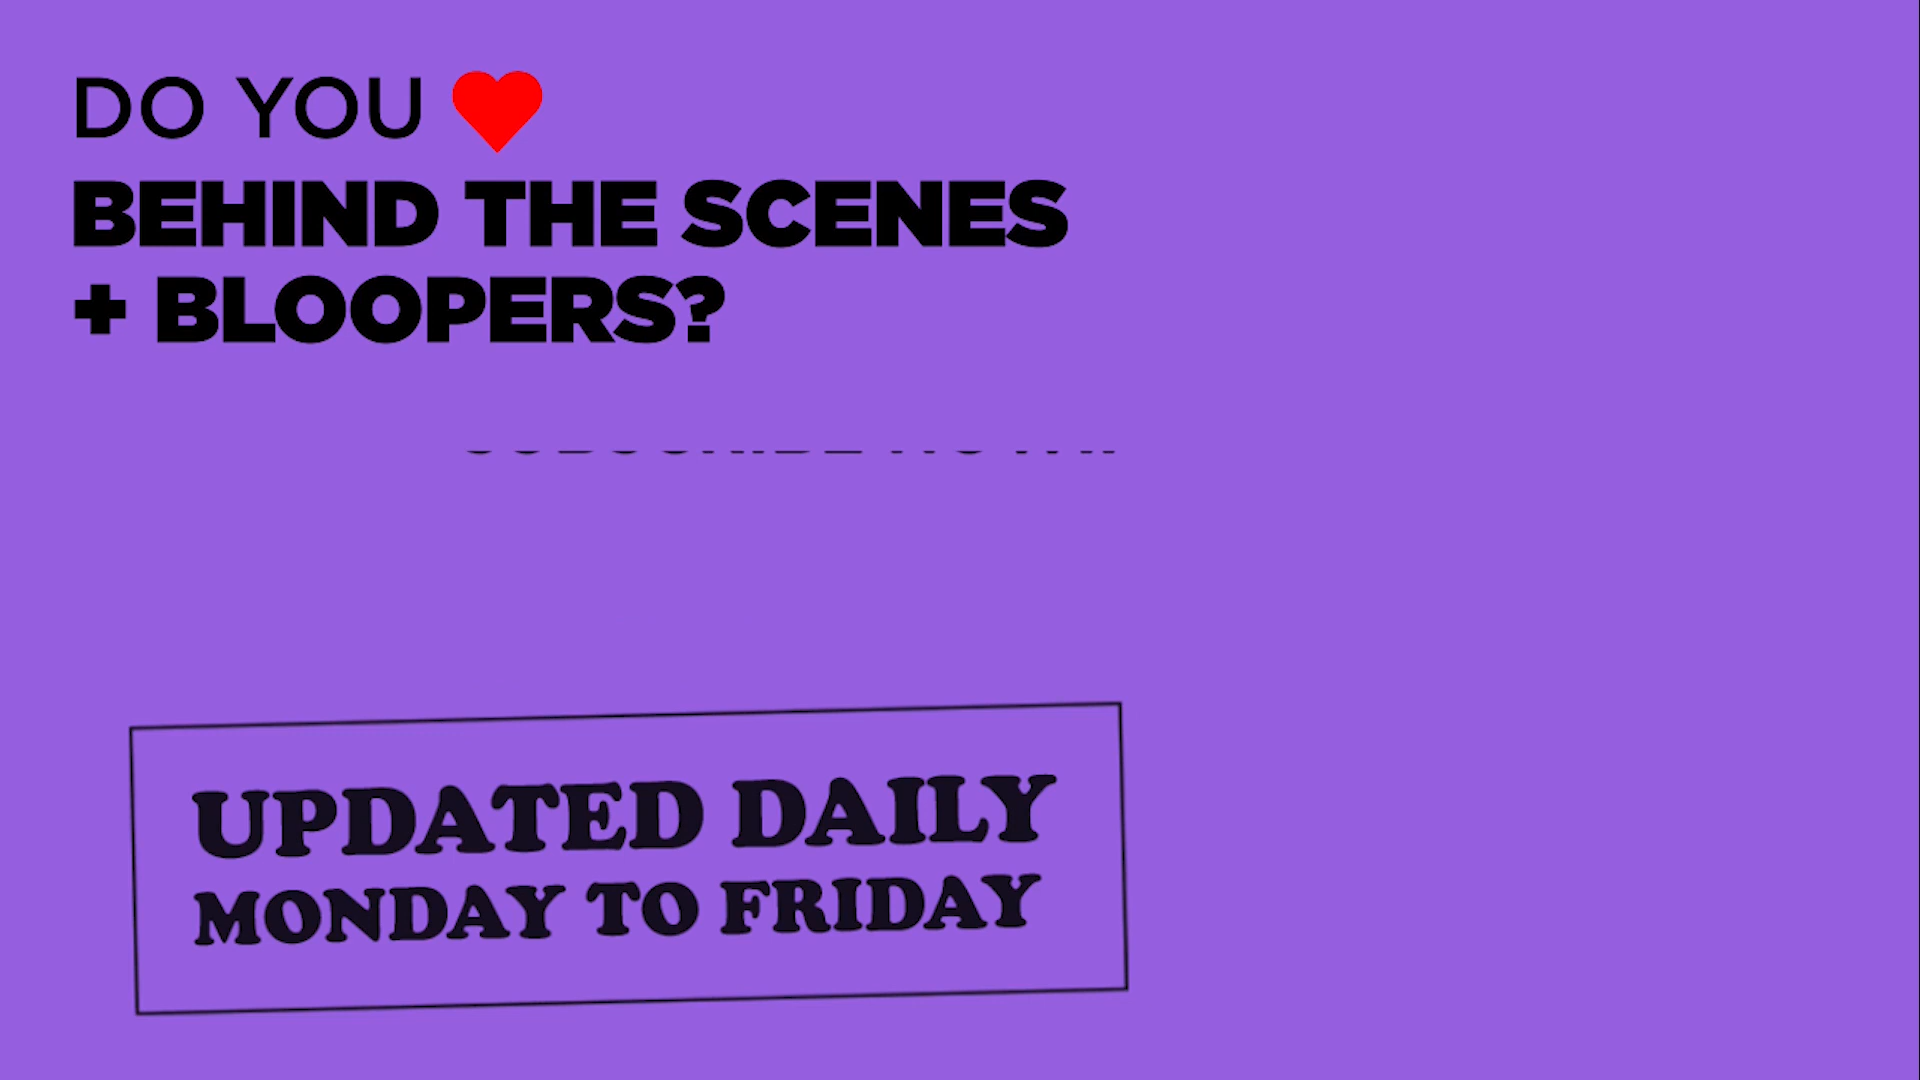 DO YOU ❤
BEHIND THE SCENES
+ BLOOPERS?
UPDATED DAILY
MONDAY TO FRIDAY